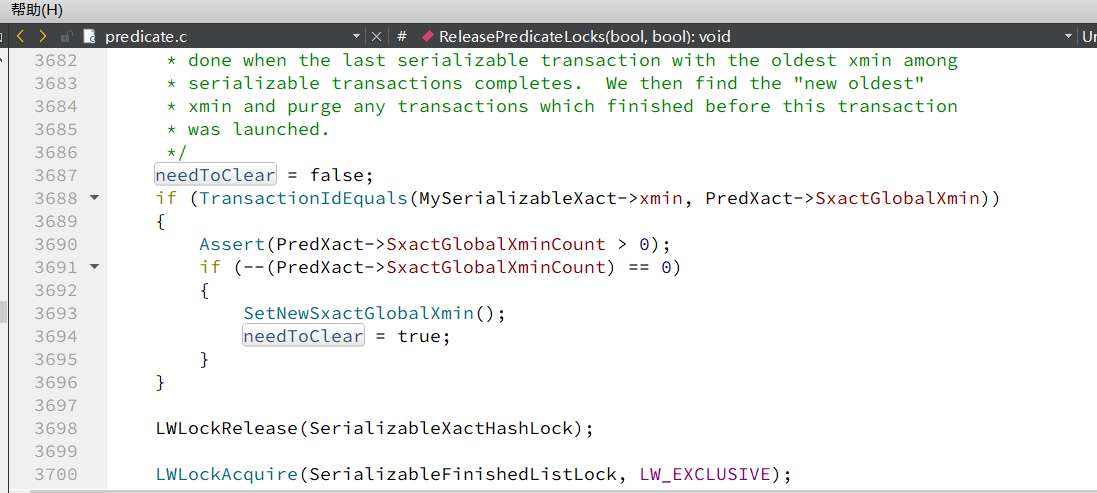 帮助(H)
predicate.c # ReleasePredicateLocks(bool, bool): void
3682 * done when the last serializable transaction with the oldest xmin among
3683 * serializable transactions completes.  We then find the "new oldest"
3684 * xmin and purge any transactions which finished before this transaction
3685 * was launched.
3686 */
3687 needToClear = false;
3688 if (TransactionIdEquals(MySerializableXact->xmin, PredXact->SxactGlobalXmin))
3689 {
3690 Assert(PredXact->SxactGlobalXminCount > 0);
3691 if (--(PredXact->SxactGlobalXminCount) == 0)
3692 {
3693 SetNewSxactGlobalXmin();
3694 needToClear = true;
3695 }
3696 }
3697
3698 LWLockRelease(SerializableXactHashLock);
3699
3700 LWLockAcquire(SerializableFinishedListLock, LW_EXCLUSIVE);